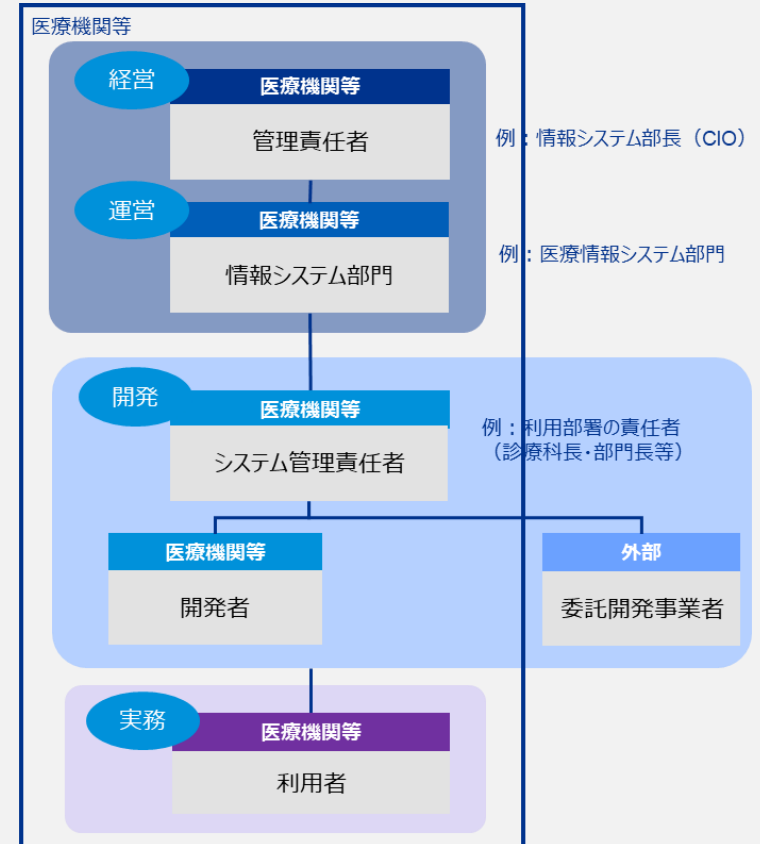 医療機関等
経営
医療機関等
管理責任者
例：情報システム部長（CIO）
運営
医療機関等
情報システム部門
例：医療情報システム部門
開発
医療機関等
システム管理責任者
例：利用部署の責任者
（診療科長・部門長等）
医療機関等
開発者
外部
委託開発事業者
実務
医療機関等
利用者